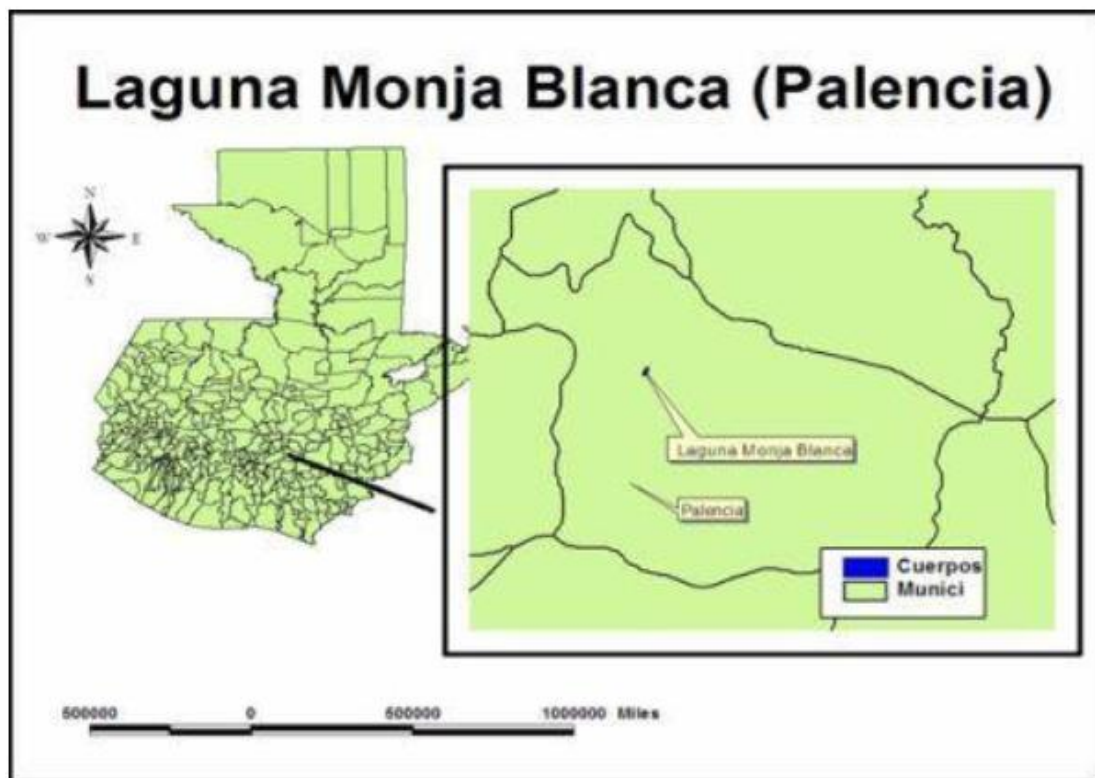 Laguna Monja Blanca (Palencia)
N
W E
S
Laguna Monja Blanca
Palencia
Cuerpos
Munici
500000 0 500000 1000000 Miles